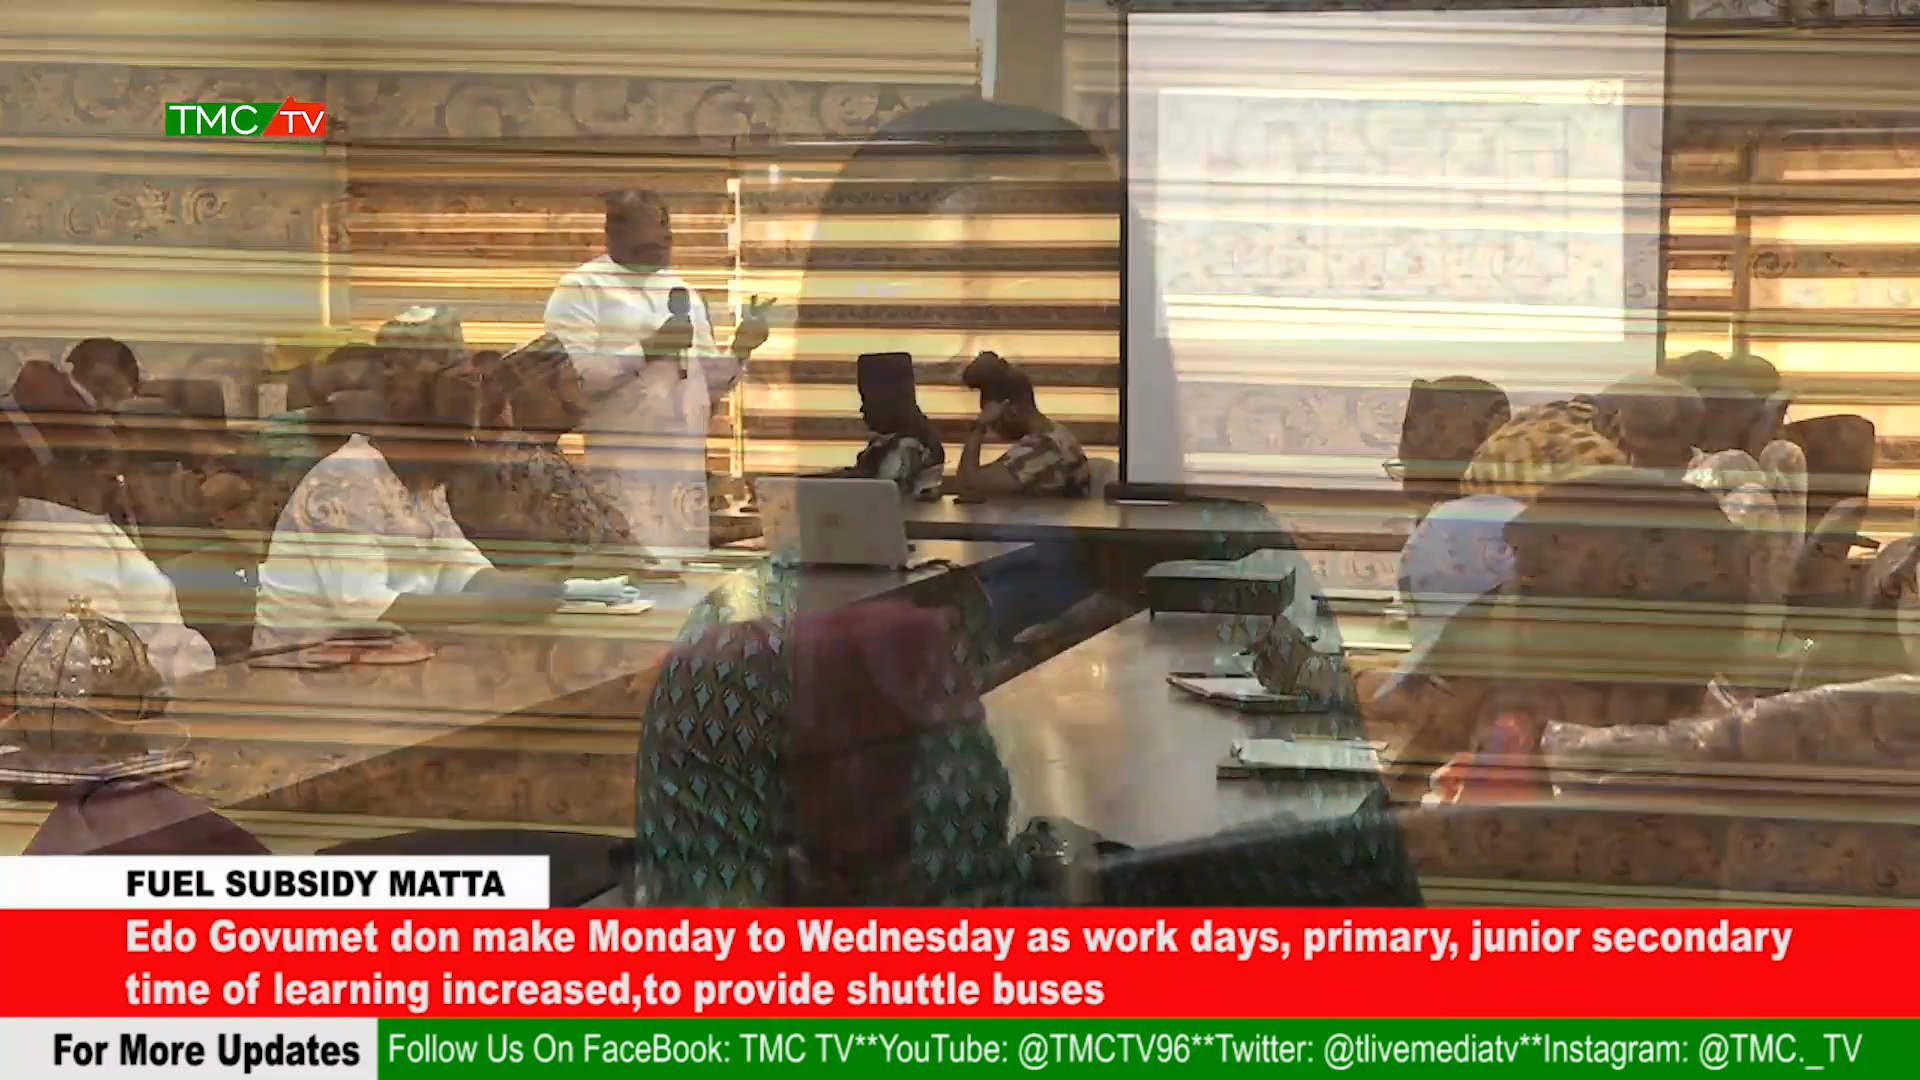 TMC TV
FUEL SUBSIDY MATTA
Edo Govumet don make Monday to Wednesday as work days, primary, junior secondary
time of learning increased,to provide shuttle buses
For More Updates
Follow Us On FaceBook: TMC TV**YouTube: @TMCTV96**Twitter: @tlivemediatv**Instagram: @TMC._TV